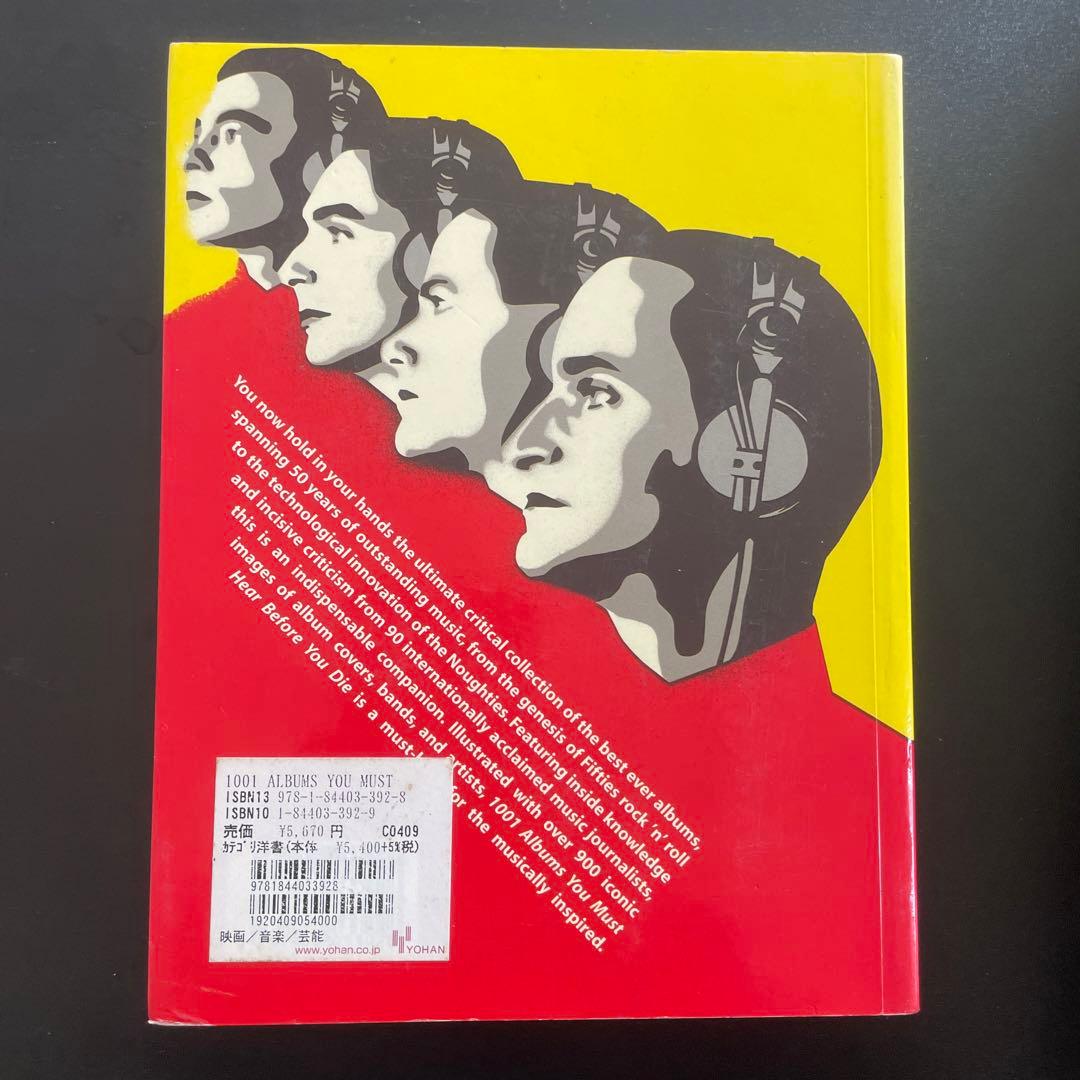 You now hold in your hands the ultimate critical collection of the best ever albums,
spanning 50 years of outstanding music, from the genesis of Fifties rock 'n' roll
to the technological innovation of the Noughties. Featuring inside knowledge
and incisive criticism from 90 internationally acclaimed music journalists,
this is an indispensable companion. Illustrated with over 900 iconic
images of album covers, bands, and artists, 1001 Albums You Must
Hear Before You Die is a for the musically inspired.
1001 ALBUMS YOU MUST
ISBN13 978-1-84403-392-8
ISBN10 1-84403-392-9
売価 ¥5,670 円 C0409
ｶﾃｺﾞﾘ洋書(本体 ¥5,400+5%税)
9781844033928
1920409054000
映画／音楽／芸能
www.yohan.co.jp YOHAN